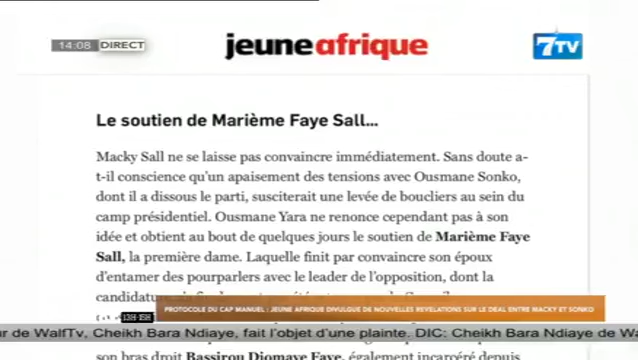 14:08 DIRECT
jeuneafrique
7TV
Le soutien de Marième Faye Sall...
Macky Sall ne se laisse pas convaincre immédiatement. Sans doute a-
t-il conscience qu'un apaisement des tensions avec Ousmane Sonko,
dont il a dissous le parti, susciterait une levée de boucliers au sein du
camp présidentiel. Ousmane Yara ne renonce cependant pas à son
idée et obtient au bout de quelques jours le soutien de Marième Faye
Sall, la première dame. Laquelle finit par convaincre son époux
d'entamer des pourparlers avec le leader de l'opposition, dont la
candidature
PROTOCOLE DU CAP MANUEL : JEUNE AFRIQUE DIVULGUE DE NOUVELLES REVELATIONS SUR LE DEAL ENTRE MACKY ET SONKO
13H-15H
ur de WalfTv, Cheikh Bara Ndiaye, fait l'objet d'une plainte. DIC: Cheikh Bara Ndiaye de Wa
son bras droit Bassirou Diomaye Faye, également incarcéré depuis